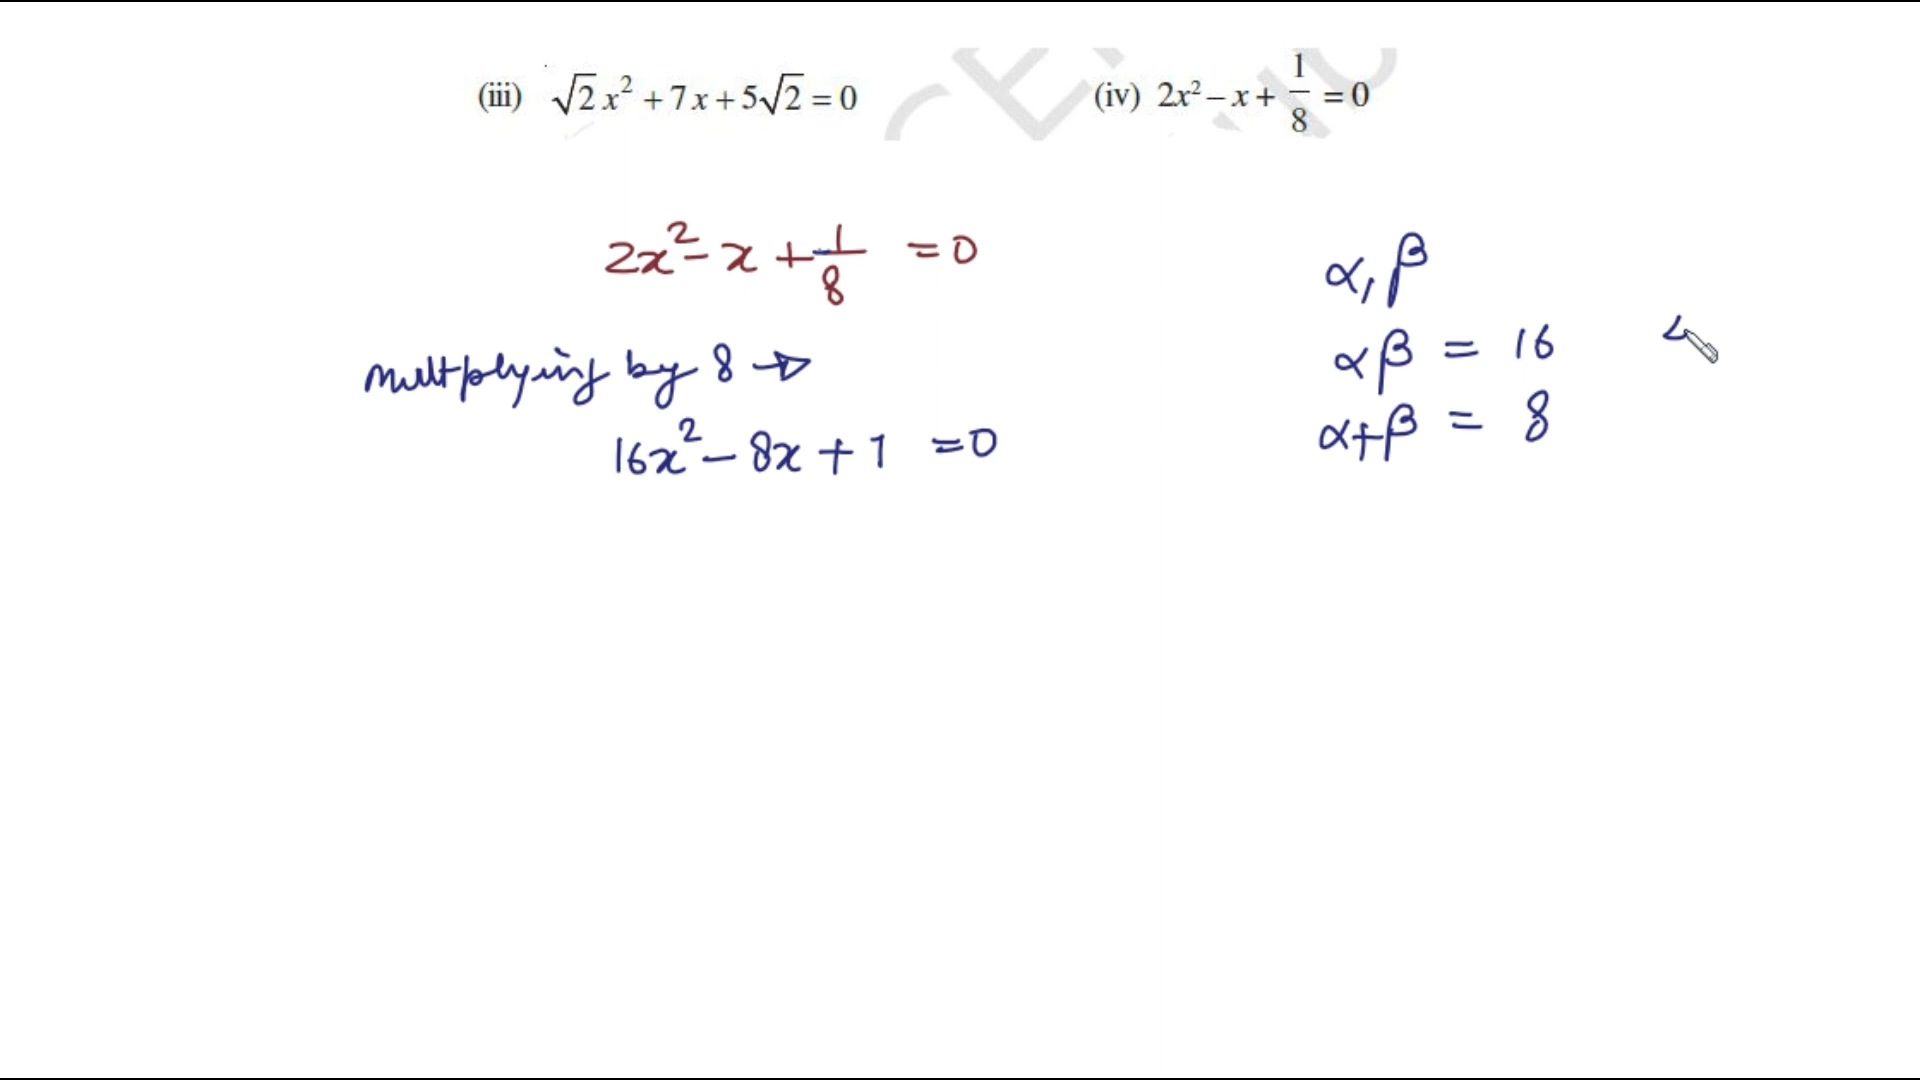 (iii) √2 x² + 7x + 5√2 = 0 (iv) 2x² – x + 1/8 = 0
2x² - x + 1/8 = 0
multplying by 8 →
16x² - 8x + 1 = 0
α, β
αβ = 16
α+β = 8